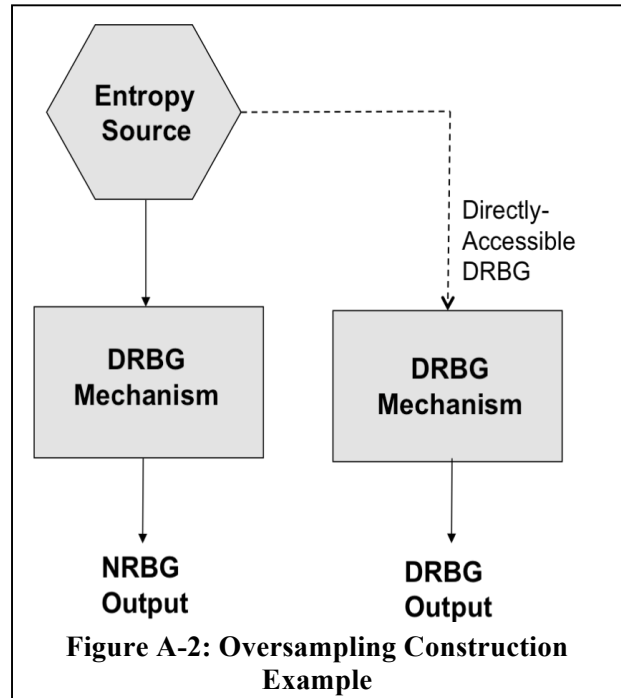 Entropy
Source
Directly-
Accessible
DRBG
DRBG
Mechanism
DRBG
Mechanism
NRBG
Output
DRBG
Output
Figure A-2: Oversampling Construction
Example